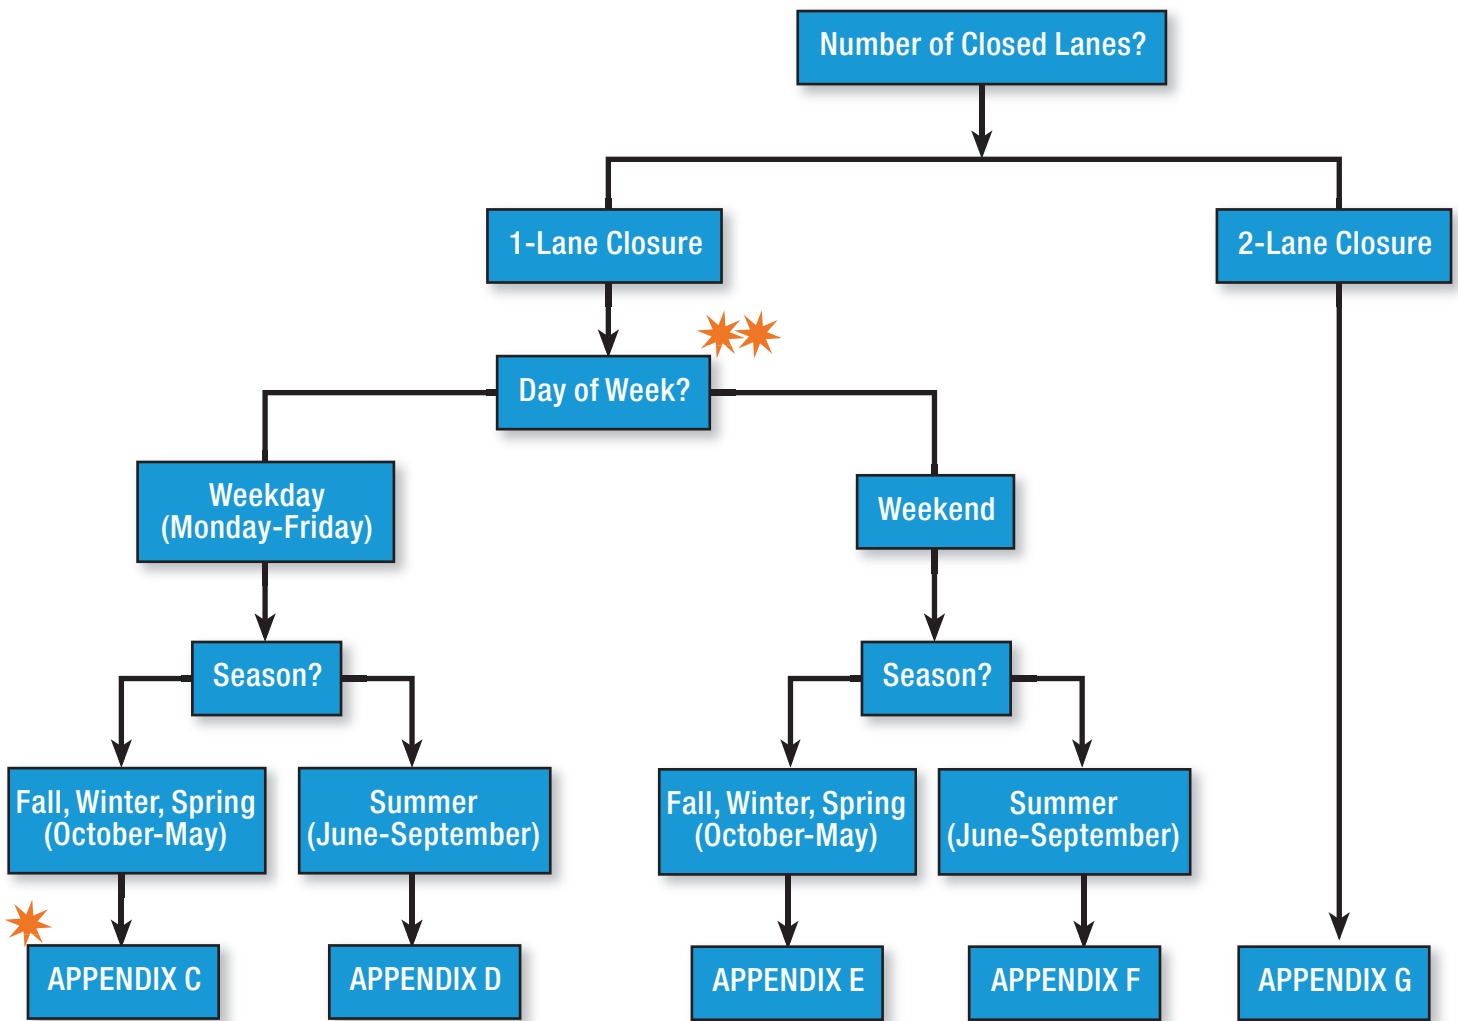 Number of Closed Lanes?
1-Lane Closure
2-Lane Closure
Day of Week?
Weekday
(Monday-Friday)
Weekend
Season?
Season?
Fall, Winter, Spring
(October-May)
Summer
(June-September)
Fall, Winter, Spring
(October-May)
Summer
(June-September)
APPENDIX C
APPENDIX D
APPENDIX E
APPENDIX F
APPENDIX G